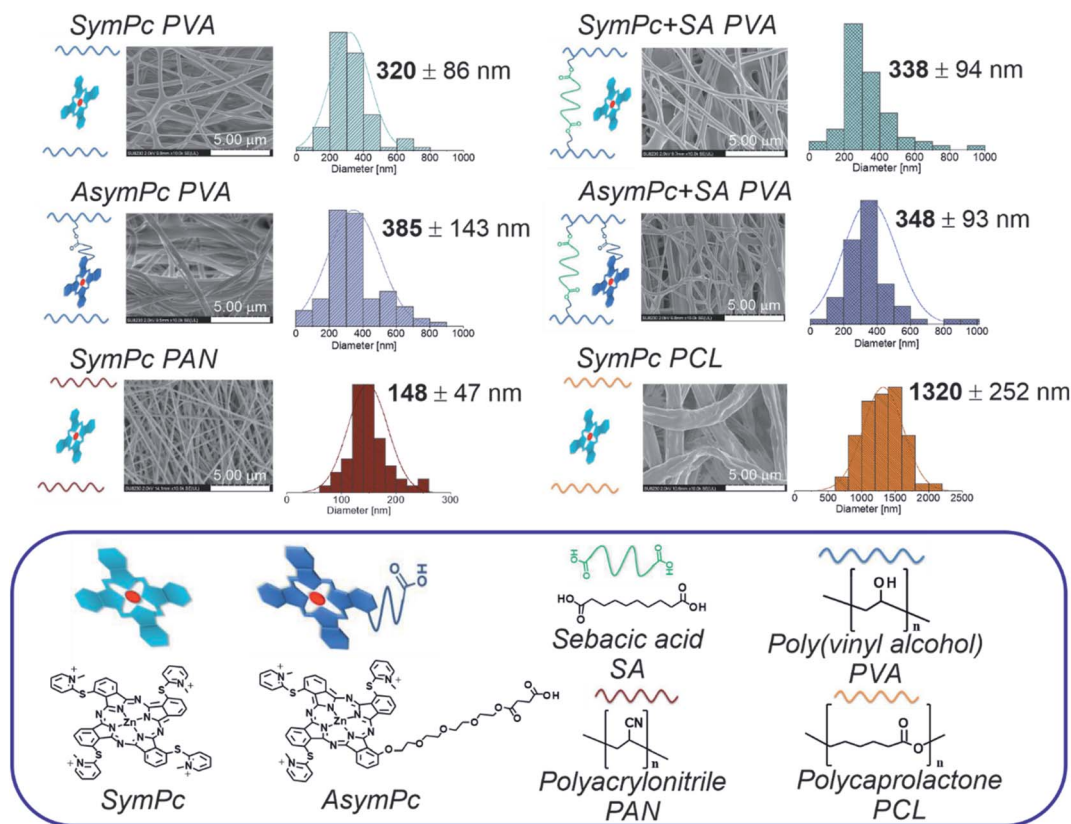 SymPc PVA
5.00 μm
320 ± 86 nm
0 200 400 600 800 1000
Diameter [nm]
SymPc+SA PVA
5.00 μm
338 ± 94 nm
0 200 400 600 800 1000
Diameter [nm]
AsymPc PVA
5.00 μm
385 ± 143 nm
0 200 400 600 800 1000
Diameter [nm]
AsymPc+SA PVA
5.00 μm
348 ± 93 nm
0 200 400 600 800 1000
Diameter [nm]
SymPc PAN
5.00 μm
148 ± 47 nm
0 100 200 300
Diameter [nm]
SymPc PCL
5.00 μm
1320 ± 252 nm
0 500 1000 1500 2000 2500
Diameter [nm]
SymPc
AsymPc
Sebacic acid
SA
Poly(vinyl alcohol)
PVA
Polyacrylonitrile
PAN
Polycaprolactone
PCL